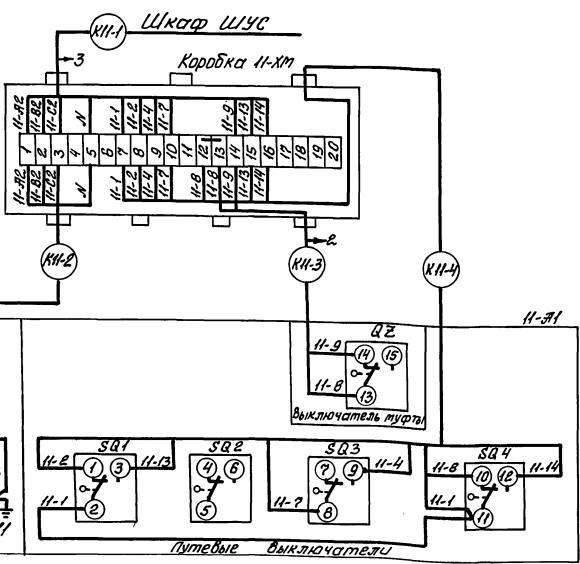 К11-1
Шкаф ШУС
3
Коробка 11-ХТ
11-А2 11-В2 11-С2 N 11-1 11-2 11-4 11-7 11-9 11-13 11-14
1 2 3 4 5 6 7 8 9 10 11 12 13 14 15 16 17 18 19 20
11-А2 11-В2 11-С2 N 11-1 11-2 11-4 11-7 11-8 11-8 11-9 11-13 11-14
2
К11-2 К11-3 К11-4
11-П1
QZ
11-9 14 15
11-8 13
Выключатель муфты
SQ1 SQ2 SQ3 SQ4
11-2 1 3 11-13 4 6 7 9 11-4 11-8 10 12 11-14
11-1 2 5 11-7 8 11-1 11
Путевые выключатели